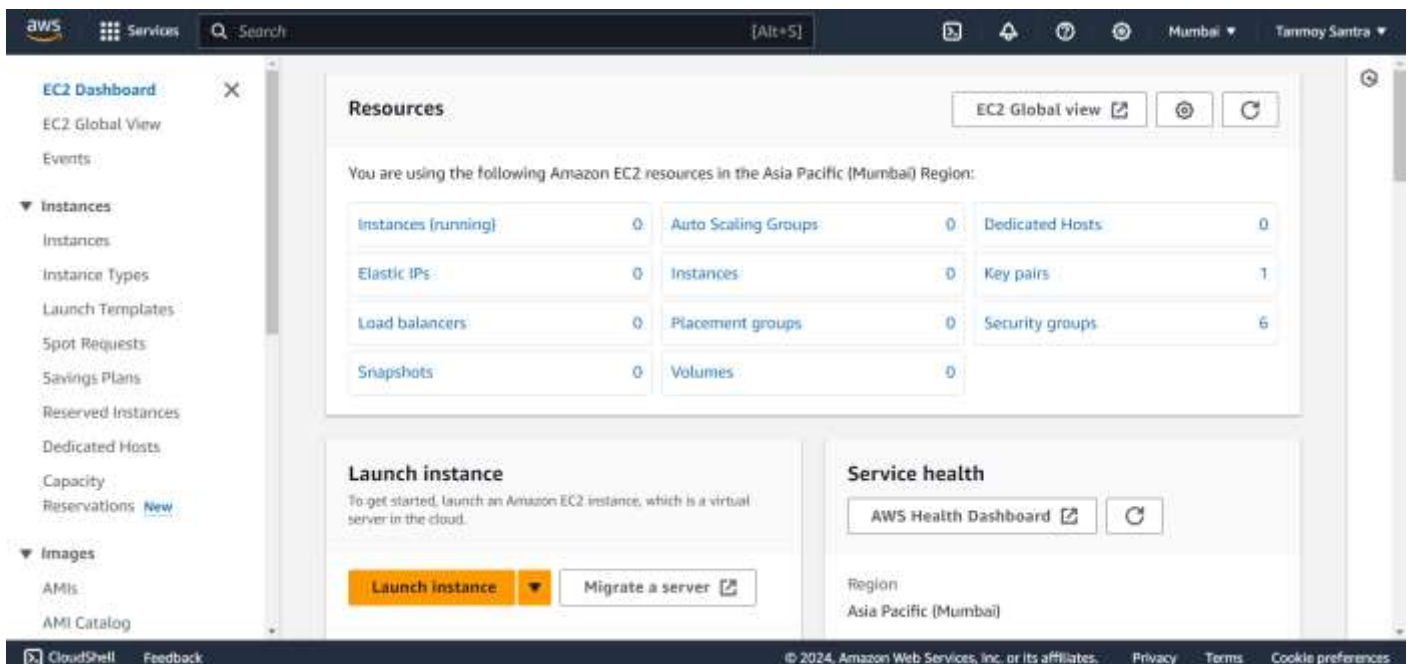 aws
Services
Search
[Alt+S]
Mumbai
Tanmoy Santra
EC2 Dashboard
EC2 Global View
Events
Instances
Instances
Instance Types
Launch Templates
Spot Requests
Savings Plans
Reserved Instances
Dedicated Hosts
Capacity
Reservations New
Images
AMIs
AMI Catalog
Resources
EC2 Global view
You are using the following Amazon EC2 resources in the Asia Pacific (Mumbai) Region:
Instances (running) 0 Auto Scaling Groups 0 Dedicated Hosts 0
Elastic IPs 0 Instances 0 Key pairs 1
Load balancers 0 Placement groups 0 Security groups 6
Snapshots 0 Volumes 0
Launch instance
To get started, launch an Amazon EC2 instance, which is a virtual
server in the cloud.
Launch instance
Migrate a server
Service health
AWS Health Dashboard
Region
Asia Pacific (Mumbai)
CloudShell Feedback
© 2024, Amazon Web Services, Inc. or its affiliates. Privacy Terms Cookie preferences